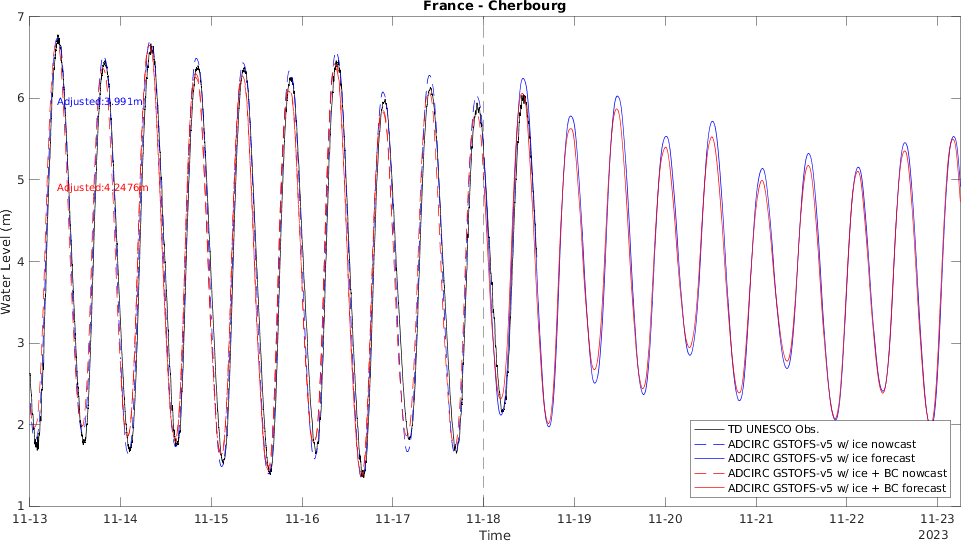 France - Cherbourg
7
6
5
4
3
2
1
Water Level (m)
Adjusted:3.991m
Adjusted:4.2476m
TD UNESCO Obs.
ADCIRC GSTOFS-v5 w/ ice nowcast
ADCIRC GSTOFS-v5 w/ ice forecast
ADCIRC GSTOFS-v5 w/ ice + BC nowcast
ADCIRC GSTOFS-v5 w/ ice + BC forecast
11-13 11-14 11-15 11-16 11-17 11-18 11-19 11-20 11-21 11-22 11-23
Time
2023